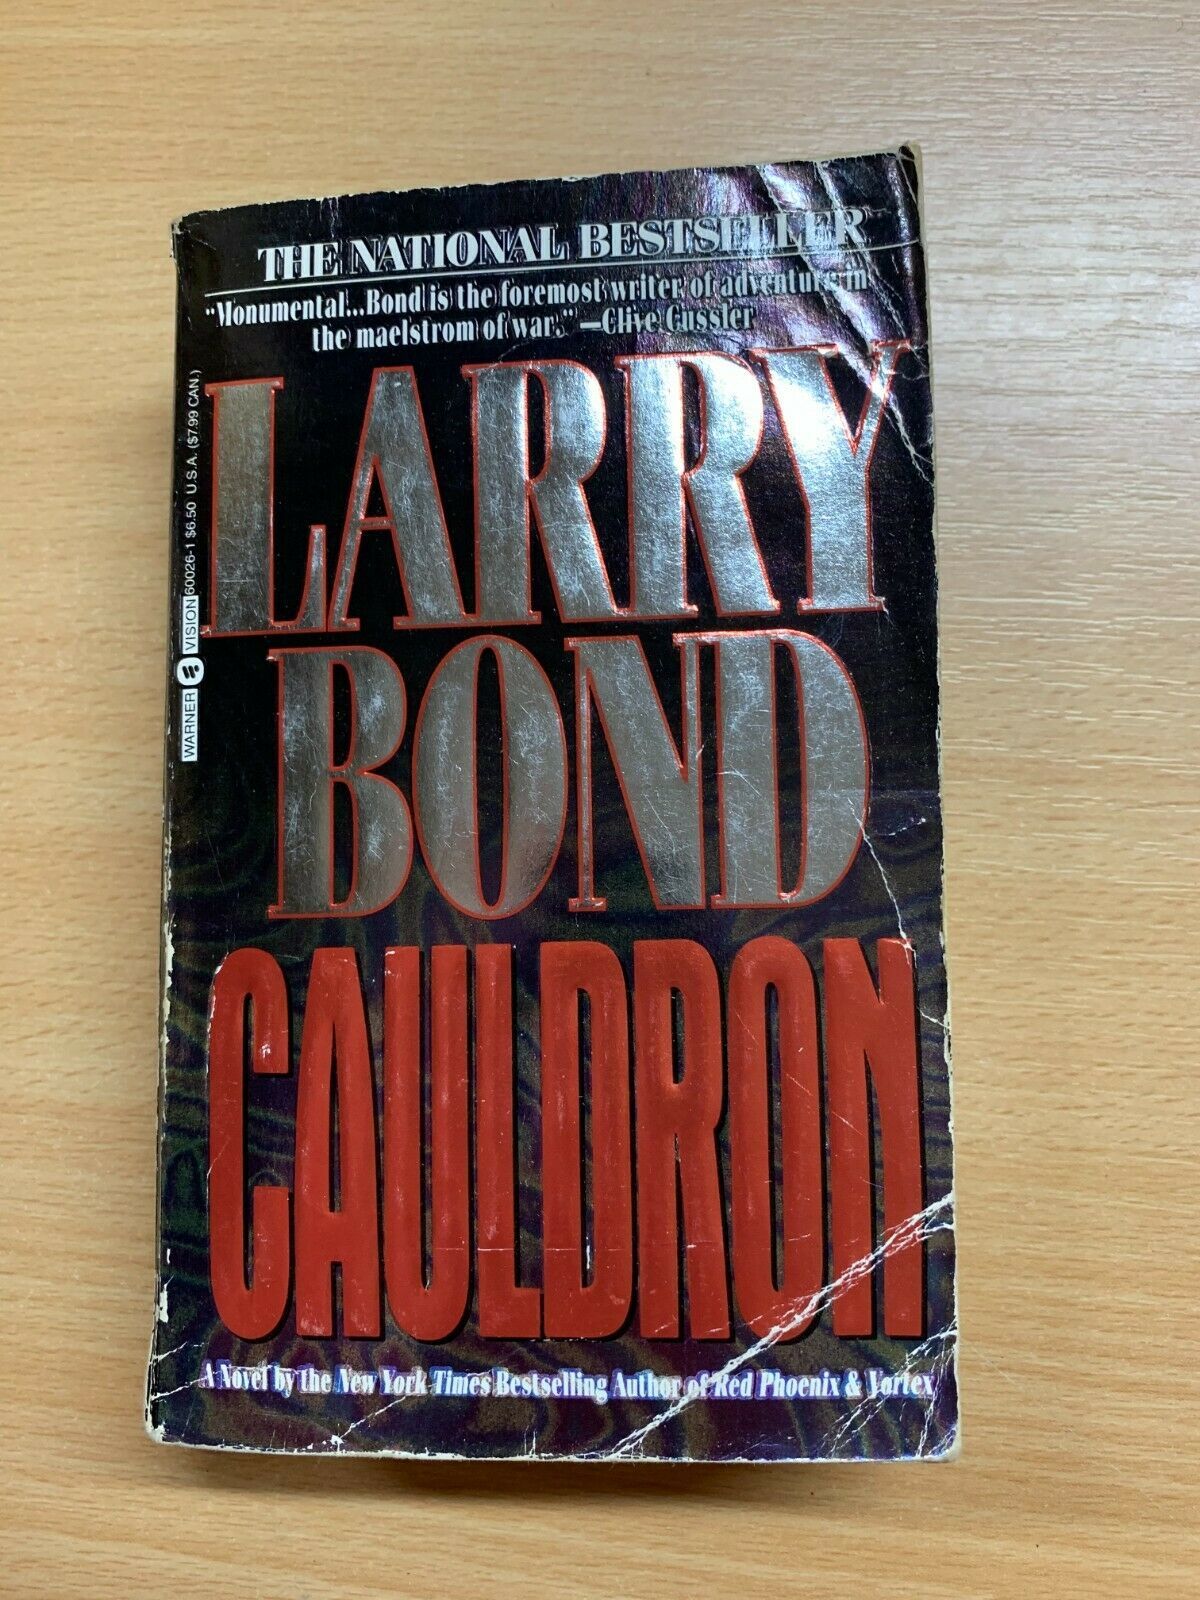 THE NATIONAL BESTSELLER
"Monumental...Bond is the foremost writer of adventure in
the maelstrom of war." —Clive Cussler
LARRY
BOND
CAULDRON
A Novel by the New York Times Bestselling Author of Red Phoenix & Vortex
WARNER VISION 60026-1 $6.50 U.S.A. ($7.99 CAN.)